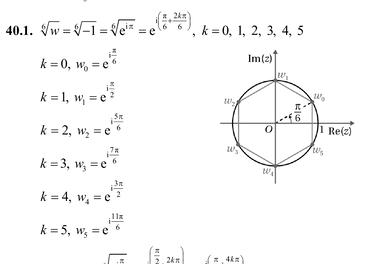 40.1. ⁶√w = ⁶√−1 = ⁶√e^{iπ} = e^{i(π/6 + 2kπ/6)}, k = 0, 1, 2, 3, 4, 5
k = 0, w₀ = e^{iπ/6}
k = 1, w₁ = e^{iπ/2}
k = 2, w₂ = e^{i5π/6}
k = 3, w₃ = e^{i7π/6}
k = 4, w₄ = e^{i3π/2}
k = 5, w₅ = e^{i11π/6}
Im(z)
w₁
w₂
w₀
π/6
O
1 Re(z)
w₃
w₅
w₄